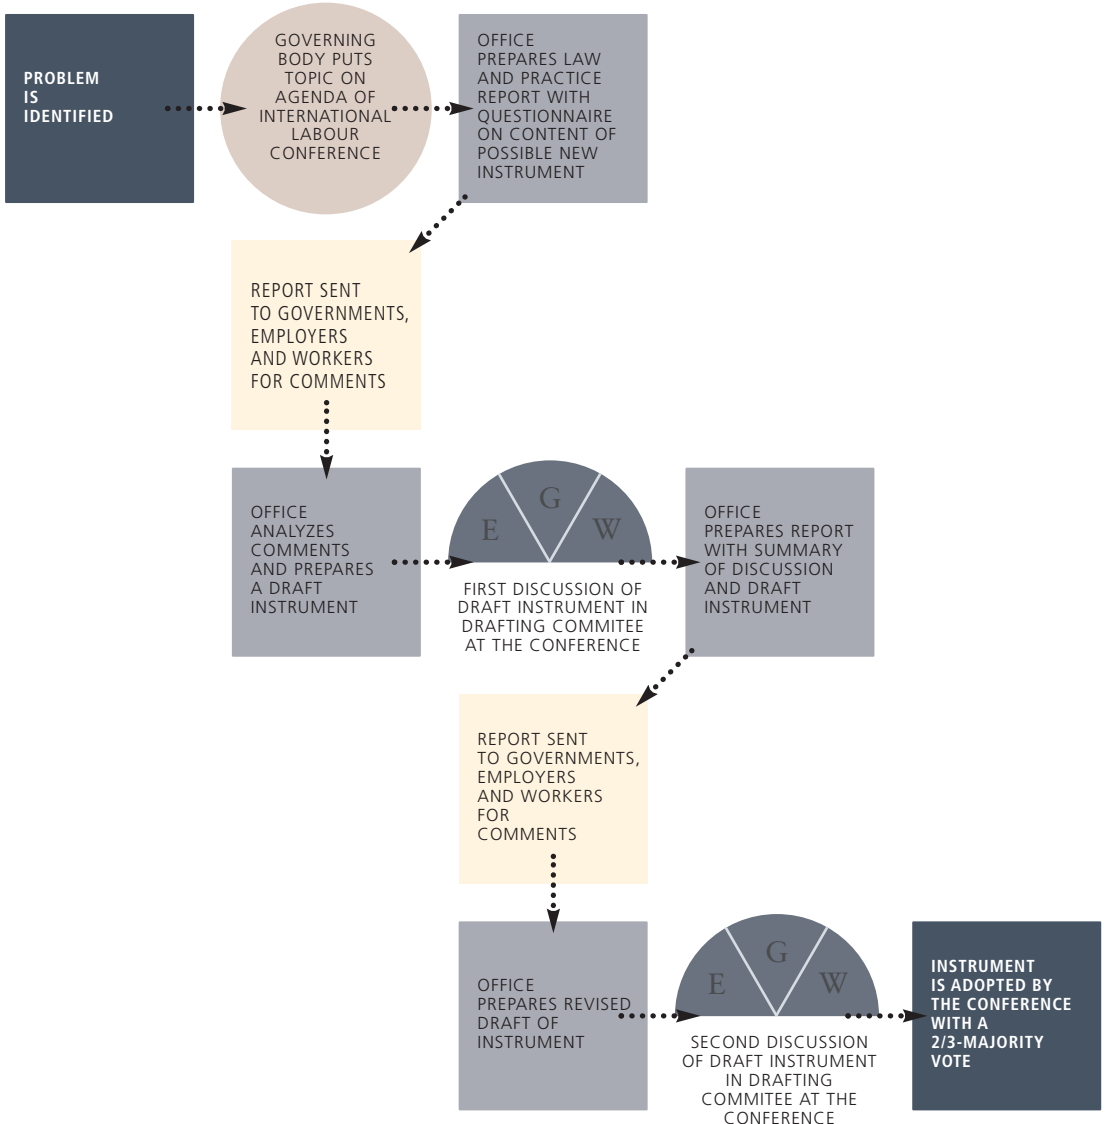 PROBLEM
IS
IDENTIFIED
GOVERNING
BODY PUTS
TOPIC ON
AGENDA OF
INTERNATIONAL
LABOUR
CONFERENCE
OFFICE
PREPARES LAW
AND PRACTICE
REPORT WITH
QUESTIONNAIRE
ON CONTENT OF
POSSIBLE NEW
INSTRUMENT
REPORT SENT
TO GOVERNMENTS,
EMPLOYERS
AND WORKERS
FOR COMMENTS
OFFICE
ANALYZES
COMMENTS
AND PREPARES
A DRAFT
INSTRUMENT
E G W
FIRST DISCUSSION OF
DRAFT INSTRUMENT IN
DRAFTING COMMITEE
AT THE CONFERENCE
OFFICE
PREPARES REPORT
WITH SUMMARY
OF DISCUSSION
AND DRAFT
INSTRUMENT
REPORT SENT
TO GOVERNMENTS,
EMPLOYERS
AND WORKERS
FOR
COMMENTS
OFFICE
PREPARES REVISED
DRAFT OF
INSTRUMENT
E G W
SECOND DISCUSSION
OF DRAFT INSTRUMENT
IN DRAFTING
COMMITEE AT THE
CONFERENCE
INSTRUMENT
IS ADOPTED BY
THE CONFERENCE
WITH A
2/3-MAJORITY
VOTE